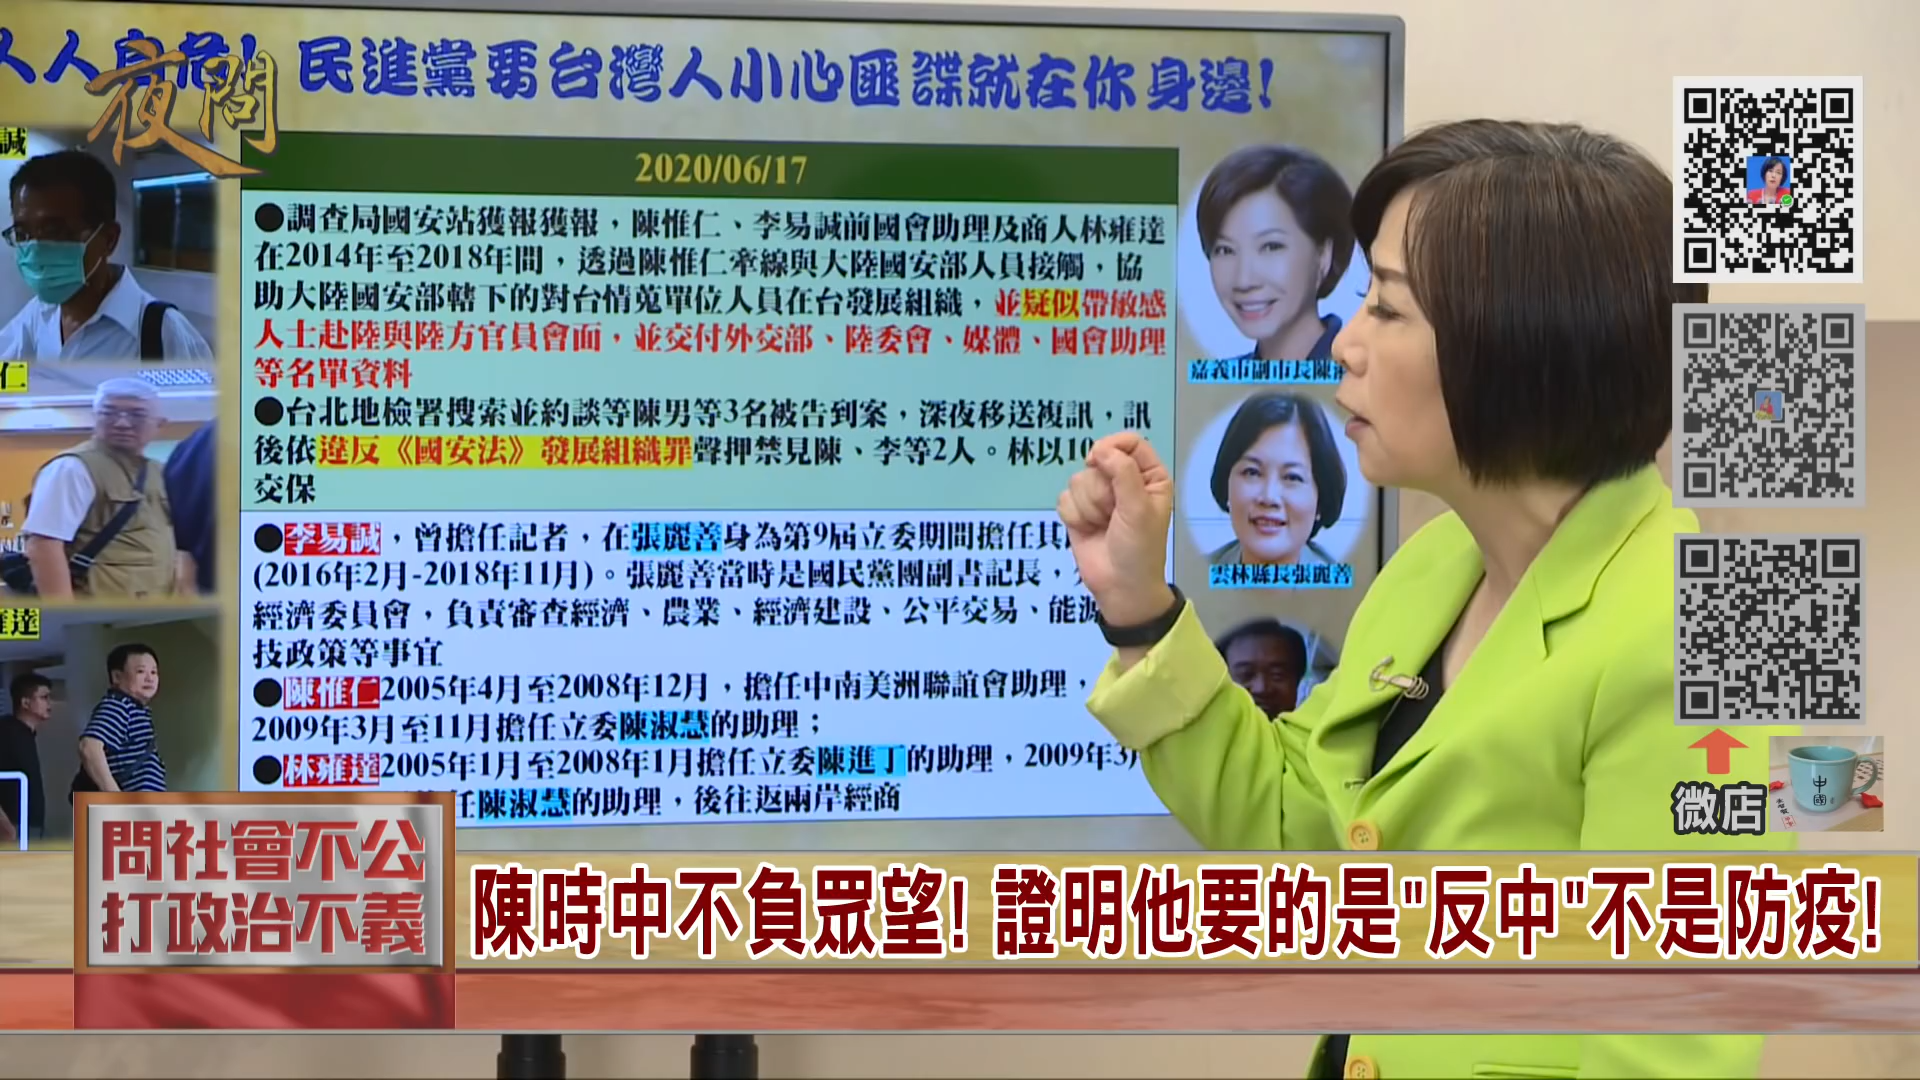 人人自危! 民進黨要台灣人小心匪諜就在你身邊!
夜問
誠
仁
雍達
2020/06/17
●調查局國安站獲報獲報，陳惟仁、李易誠前國會助理及商人林雍達
在2014年至2018年間，透過陳惟仁牽線與大陸國安部人員接觸，協
助大陸國安部轄下的對台情蒐單位人員在台發展組織，並疑似帶敏感
人士赴陸與陸方官員會面，並交付外交部、陸委會、媒體、國會助理
等名單資料
●台北地檢署搜索並約談等陳男等3名被告到案，深夜移送複訊，訊
後依違反《國安法》發展組織罪聲押禁見陳、李等2人。林以10
交保
●李易誠，曾擔任記者，在張麗善身為第9屆立委期間擔任其
(2016年2月-2018年11月)。張麗善當時是國民黨團副書記長，
經濟委員會，負責審查經濟、農業、經濟建設、公平交易、能源
技政策等事宜
●陳惟仁2005年4月至2008年12月，擔任中南美洲聯誼會助理，
2009年3月至11月擔任立委陳淑慧的助理；
●林雍達2005年1月至2008年1月擔任立委陳進丁的助理，2009年3
任陳淑慧的助理，後往返兩岸經商
嘉義市副市長陳淑
雲林縣長張麗善
微店
中國
問社會不公
打政治不義
陳時中不負眾望! 證明他要的是"反中"不是防疫!